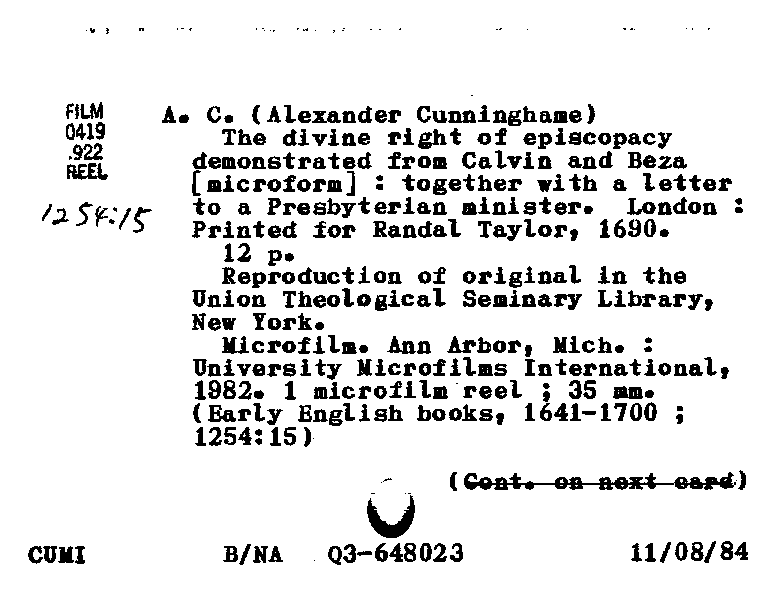 FILM
0419
.922
REEL
1254:15
A. C. (Alexander Cunninghame)
The divine right of episcopacy
demonstrated from Calvin and Beza
[microform] : together with a letter
to a Presbyterian minister. London :
Printed for Randal Taylor, 1690.
12 p.
Reproduction of original in the
Union Theological Seminary Library,
New York.
Microfilm. Ann Arbor, Mich. :
University Microfilms International,
1982. 1 microfilm reel ; 35 mm.
(Early English books, 1641-1700 ;
1254:15)
(Cont. on next card)
CUMI B/NA Q3-648023 11/08/84